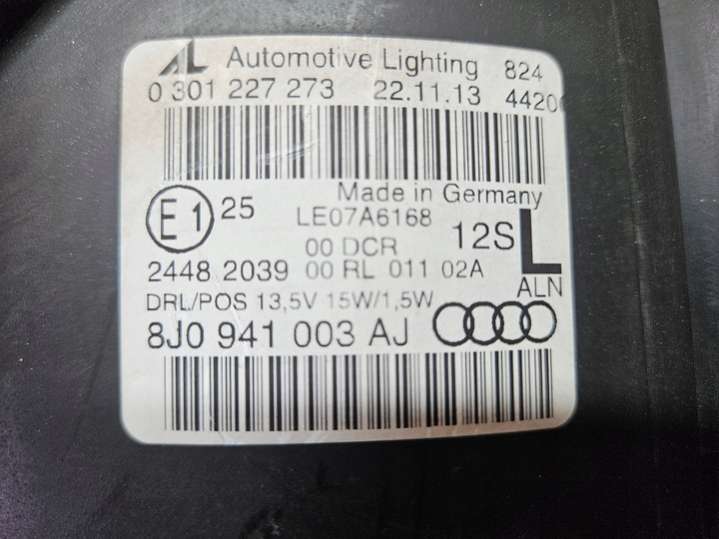 AL Automotive Lighting 824
0 301 227 273 22.11.13 4420
Made in Germany
E1 25 LE07A6168 12S L
00 DCR
2448 2039 00 RL 011 02A ALN
DRL/POS 13,5V 15W/1,5W
8J0 941 003 AJ